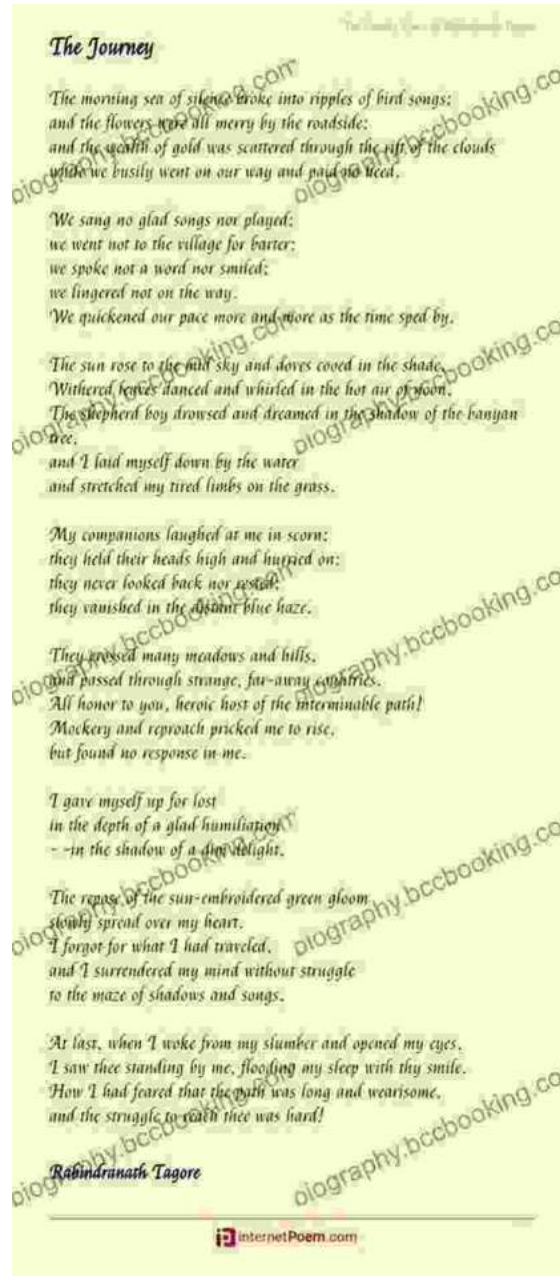 The Journey
The morning sea of silence broke into ripples of bird songs;
and the flowers were all merry by the roadside;
and the wealth of gold was scattered through the rift of the clouds
while we busily went on our way and paid no heed.
We sang no glad songs nor played;
we went not to the village for barter;
we spoke not a word nor smiled;
we lingered not on the way.
We quickened our pace more and more as the time sped by.
The sun rose to the mid sky and doves cooed in the shade.
Withered leaves danced and whirled in the hot air of noon.
The shepherd boy drowsed and dreamed in the shadow of the banyan
tree,
and I laid myself down by the water
and stretched my tired limbs on the grass.
My companions laughed at me in scorn;
they held their heads high and hurried on;
they never looked back nor rested;
they vanished in the distant blue haze.
They crossed many meadows and hills,
and passed through strange, far-away countries.
All honor to you, heroic host of the interminable path!
Mockery and reproach pricked me to rise,
but found no response in me.
I gave myself up for lost
in the depth of a glad humiliation
- -in the shadow of a dim delight.
The repose of the sun-embroidered green gloom
slowly spread over my heart.
I forgot for what I had traveled,
and I surrendered my mind without struggle
to the maze of shadows and songs.
At last, when I woke from my slumber and opened my eyes,
I saw thee standing by me, flooding my sleep with thy smile.
How I had feared that the path was long and wearisome,
and the struggle to reach thee was hard!
Rabindranath Tagore
internetPoem.com
biography.bccbooking.com